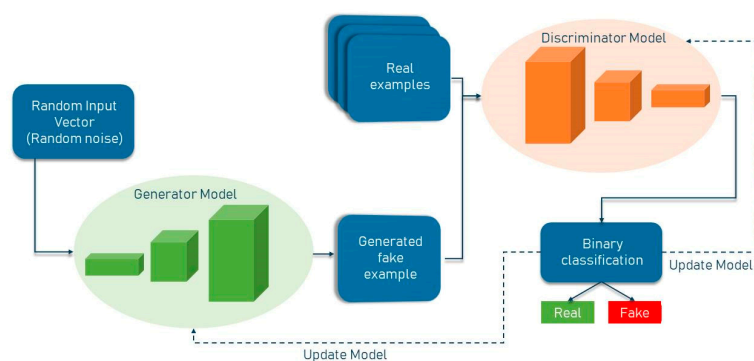 Discriminator Model
Real
examples
Random Input
Vector
(Random noise)
Generator Model
Generated
fake
example
Binary
classification
Update Model
Real
Fake
Update Model